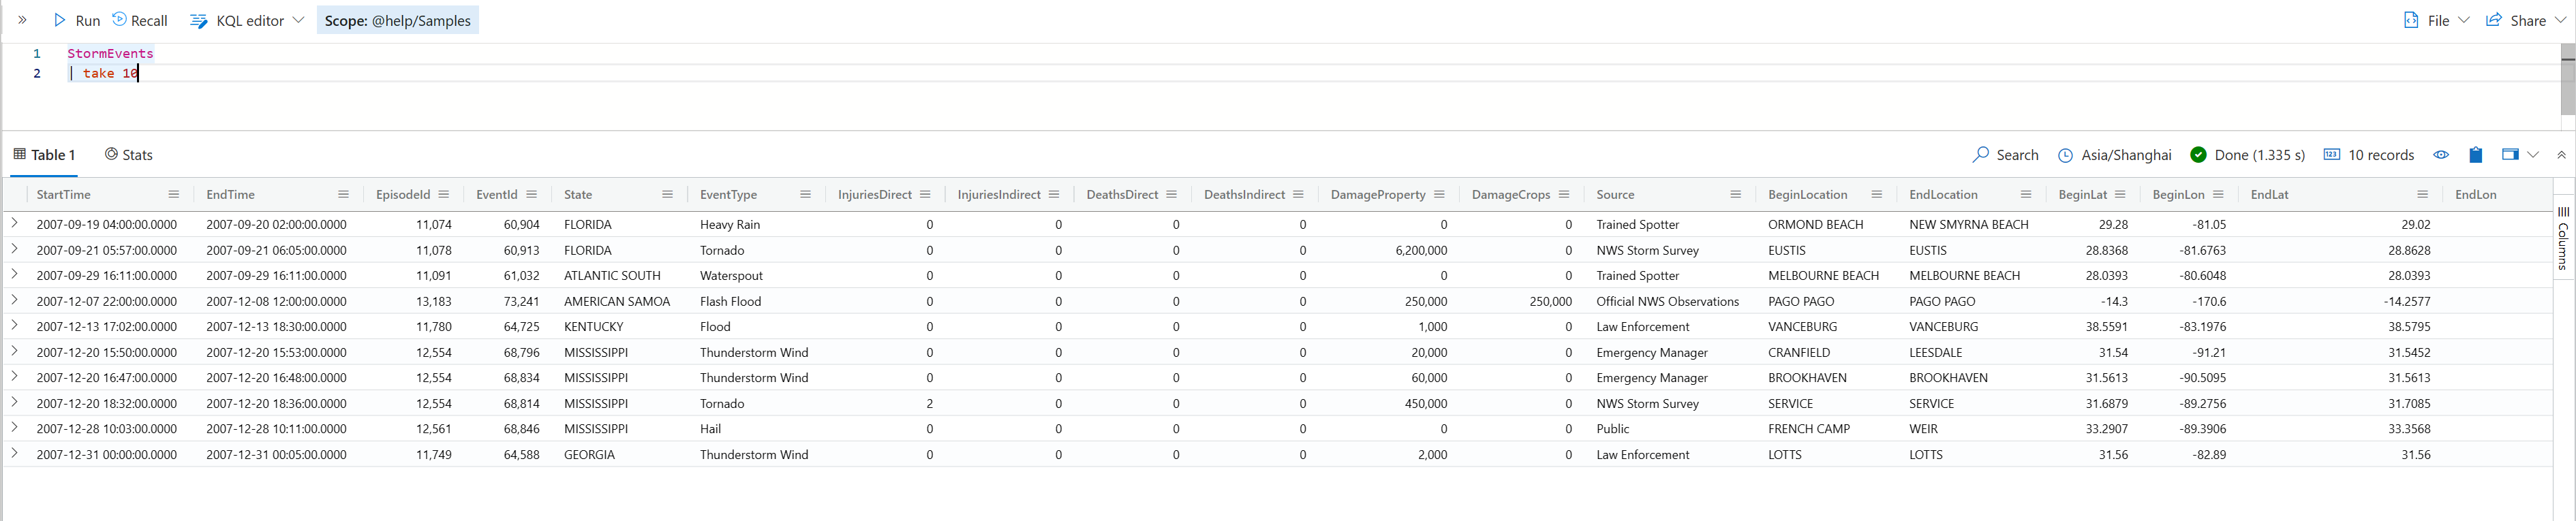 Run Recall KQL editor Scope: @help/Samples File Share
1 StormEvents
2 | take 10
Table 1 Stats Search Asia/Shanghai Done (1.335 s) 123 10 records
StartTime EndTime EpisodeId EventId State EventType InjuriesDirect InjuriesIndirect DeathsDirect DeathsIndirect DamageProperty DamageCrops Source BeginLocation EndLocation BeginLat BeginLon EndLat EndLon
2007-09-19 04:00:00.0000 2007-09-20 02:00:00.0000 11,074 60,904 FLORIDA Heavy Rain 0 0 0 0 0 0 Trained Spotter ORMOND BEACH NEW SMYRNA BEACH 29.28 -81.05 29.02
2007-09-21 05:57:00.0000 2007-09-21 06:05:00.0000 11,078 60,913 FLORIDA Tornado 0 0 0 0 6,200,000 0 NWS Storm Survey EUSTIS EUSTIS 28.8368 -81.6763 28.8628
2007-09-29 16:11:00.0000 2007-09-29 16:11:00.0000 11,091 61,032 ATLANTIC SOUTH Waterspout 0 0 0 0 0 0 Trained Spotter MELBOURNE BEACH MELBOURNE BEACH 28.0393 -80.6048 28.0393
2007-12-07 22:00:00.0000 2007-12-08 12:00:00.0000 13,183 73,241 AMERICAN SAMOA Flash Flood 0 0 0 0 250,000 250,000 Official NWS Observations PAGO PAGO PAGO PAGO -14.3 -170.6 -14.2577
2007-12-13 17:02:00.0000 2007-12-13 18:30:00.0000 11,780 64,725 KENTUCKY Flood 0 0 0 0 1,000 0 Law Enforcement VANCEBURG VANCEBURG 38.5591 -83.1976 38.5795
2007-12-20 15:50:00.0000 2007-12-20 15:53:00.0000 12,554 68,796 MISSISSIPPI Thunderstorm Wind 0 0 0 0 20,000 0 Emergency Manager CRANFIELD LEESDALE 31.54 -91.21 31.5452
2007-12-20 16:47:00.0000 2007-12-20 16:48:00.0000 12,554 68,834 MISSISSIPPI Thunderstorm Wind 0 0 0 0 60,000 0 Emergency Manager BROOKHAVEN BROOKHAVEN 31.5613 -90.5095 31.5613
2007-12-20 18:32:00.0000 2007-12-20 18:36:00.0000 12,554 68,814 MISSISSIPPI Tornado 2 0 0 0 450,000 0 NWS Storm Survey SERVICE SERVICE 31.6879 -89.2756 31.7085
2007-12-28 10:03:00.0000 2007-12-28 10:11:00.0000 12,561 68,846 MISSISSIPPI Hail 0 0 0 0 0 0 Public FRENCH CAMP WEIR 33.2907 -89.3906 33.3568
2007-12-31 00:00:00.0000 2007-12-31 00:05:00.0000 11,749 64,588 GEORGIA Thunderstorm Wind 0 0 0 0 2,000 0 Law Enforcement LOTTS LOTTS 31.56 -82.89 31.56
Columns